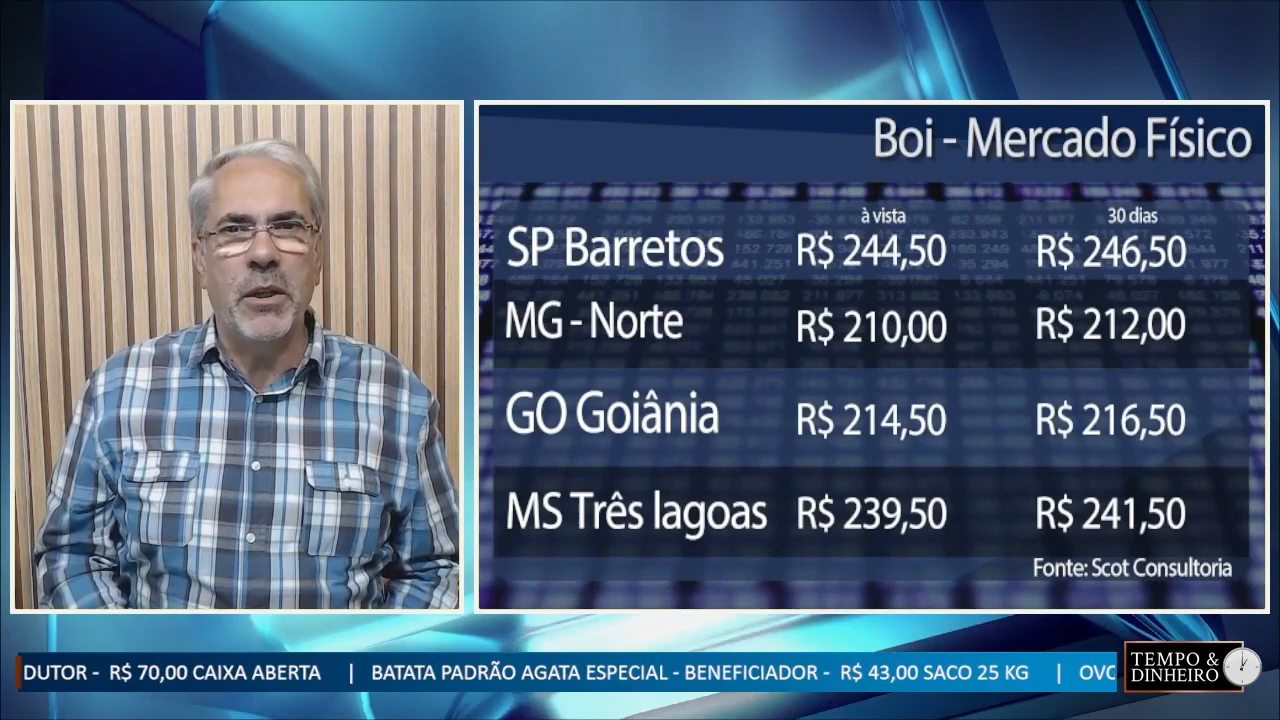 Boi - Mercado Físico
à vista 30 dias
SP Barretos R$ 244,50 R$ 246,50
MG - Norte R$ 210,00 R$ 212,00
GO Goiânia R$ 214,50 R$ 216,50
MS Três lagoas R$ 239,50 R$ 241,50
Fonte: Scot Consultoria
DUTOR - R$ 70,00 CAIXA ABERTA | BATATA PADRÃO AGATA ESPECIAL - BENEFICIADOR - R$ 43,00 SACO 25 KG | OVO
TEMPO &
DINHEIRO